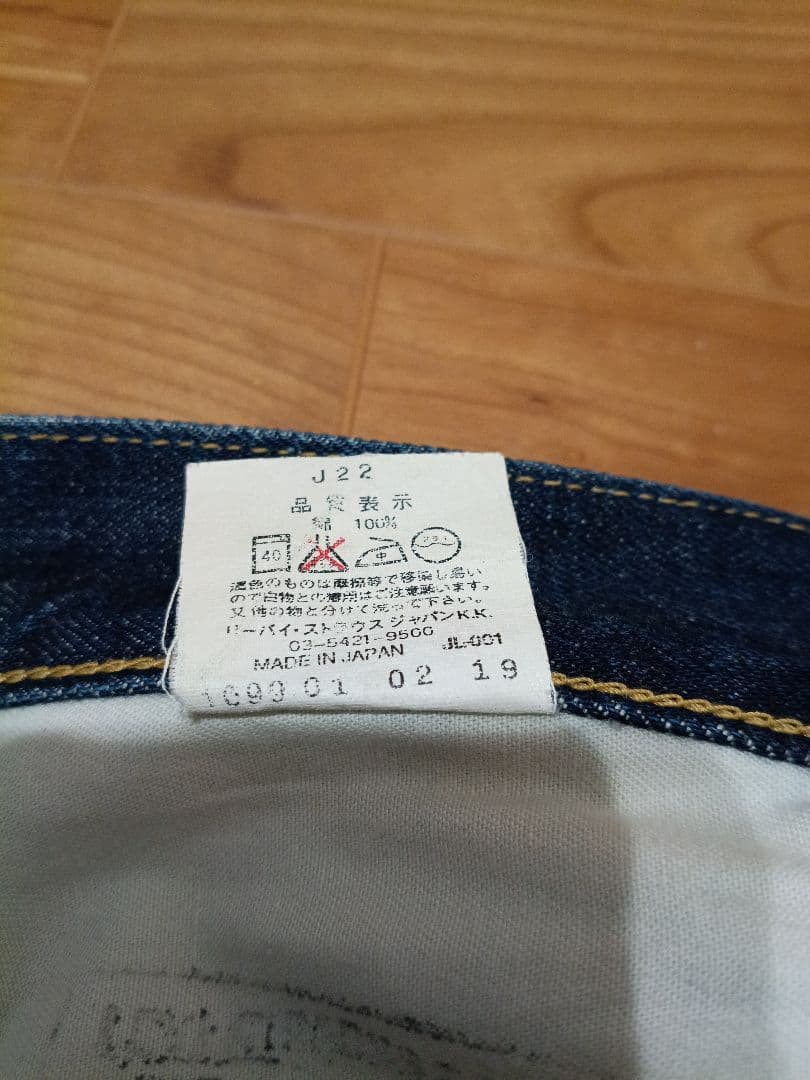 J22
品質表示
綿 100%
40
濃色のものは摩擦等で移染し易い
ので白物との着用はご注意願います。
又他の物と分けて洗って下さい。
リーバイ・ストラウス ジャパンK.K.
03-5421-9500
MADE IN JAPAN JL-001
01 02 19